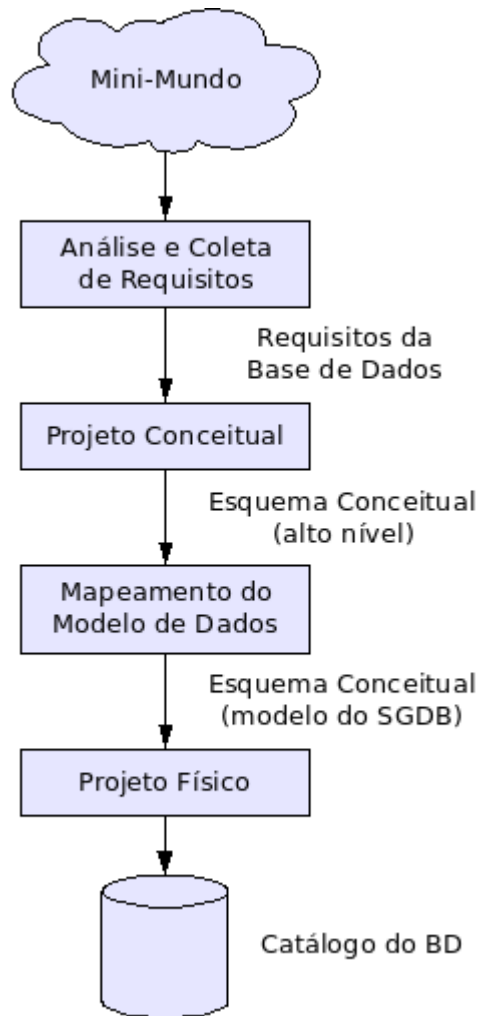 Mini-Mundo
Análise e Coleta
de Requisitos
Requisitos da
Base de Dados
Projeto Conceitual
Esquema Conceitual
(alto nível)
Mapeamento do
Modelo de Dados
Esquema Conceitual
(modelo do SGDB)
Projeto Físico
Catálogo do BD